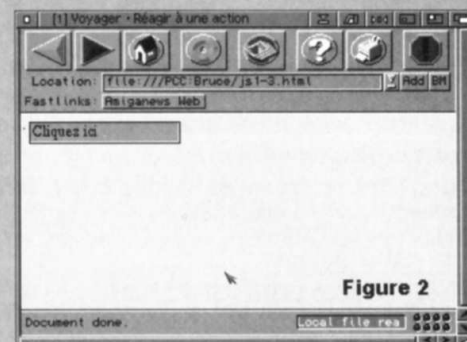 [1] Voyager · Réagir à une action
Location: file:///PCC:Bruce/js1-3.html Add BM
Fastlinks: Amiganews Web
Cliquez ici
Figure 2
Document done. Local file rea